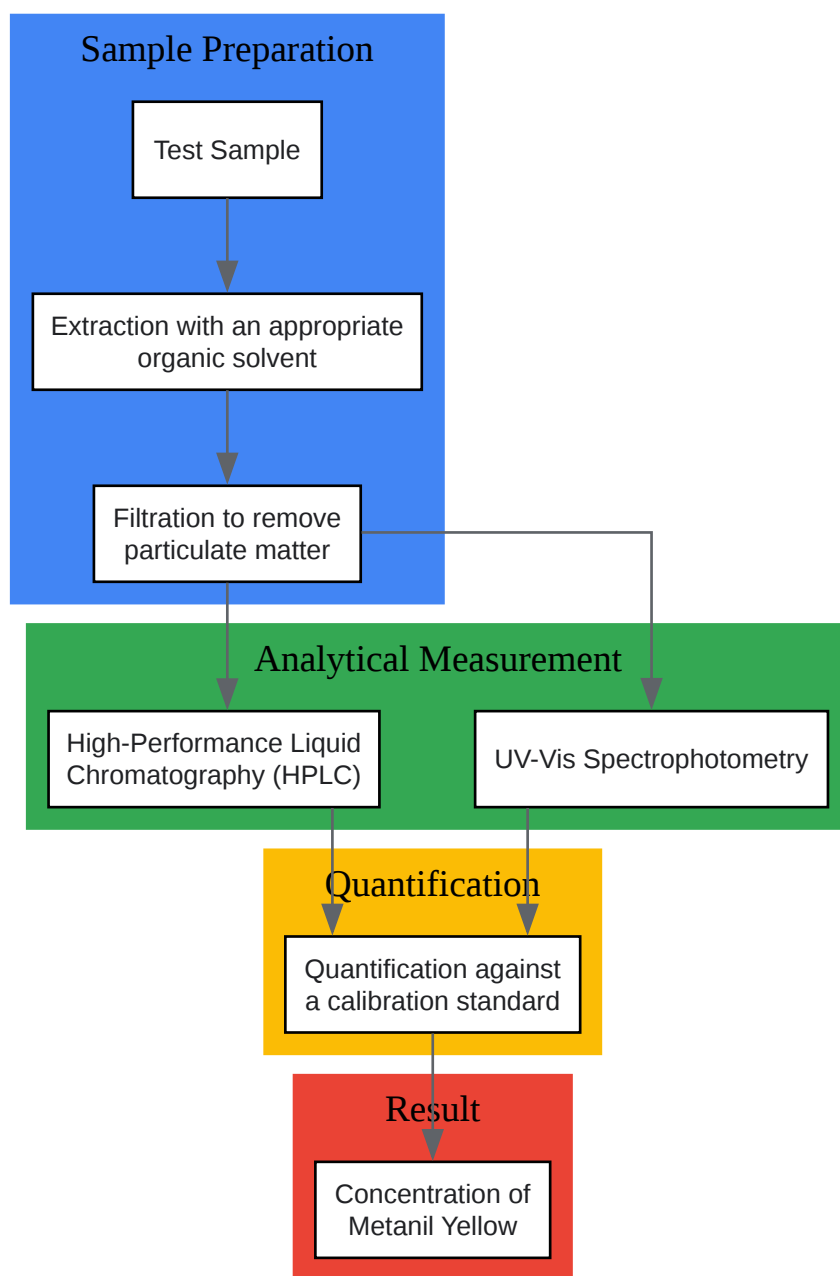 Sample Preparation
Test Sample
Extraction with an appropriate
organic solvent
Filtration to remove
particulate matter
Analytical Measurement
High-Performance Liquid
Chromatography (HPLC)
UV-Vis Spectrophotometry
Quantification
Quantification against
a calibration standard
Result
Concentration of
Metanil Yellow